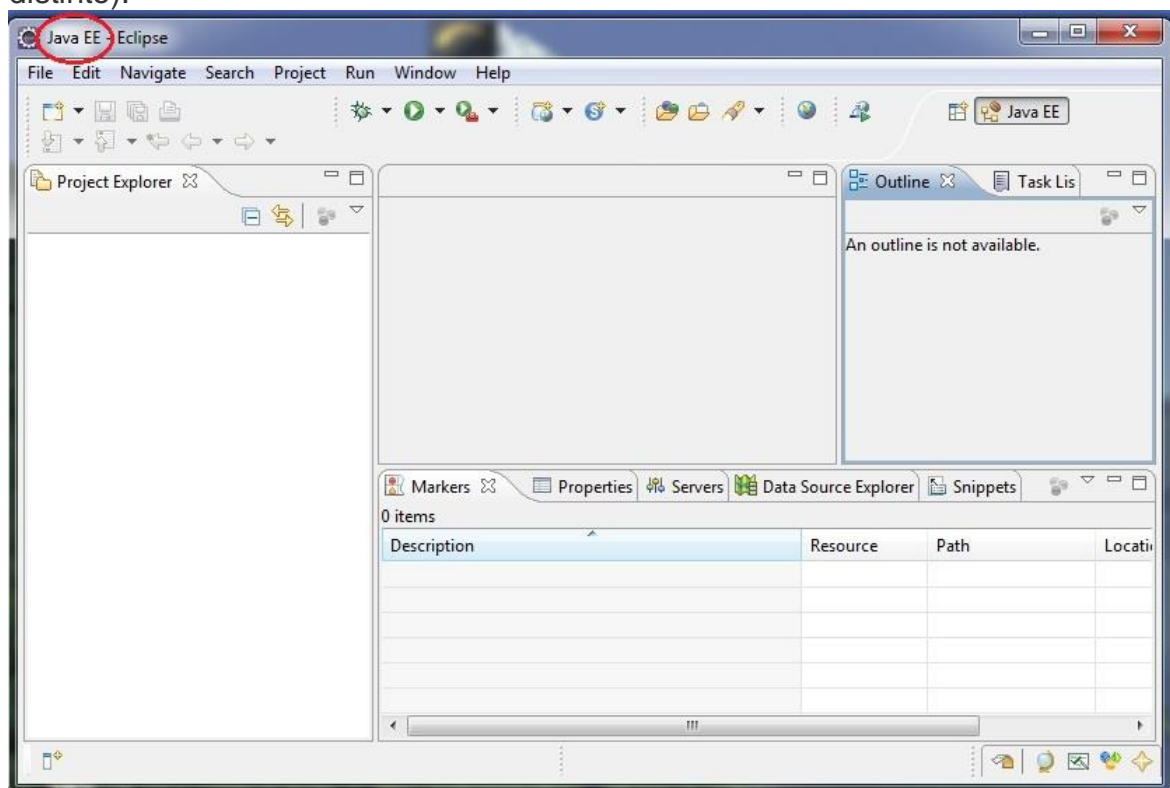 distinto).
Java EE - Eclipse
File Edit Navigate Search Project Run Window Help
Java EE
Project Explorer
Outline
Task Lis
An outline is not available.
Markers
Properties
Servers
Data Source Explorer
Snippets
0 items
Description
Resource
Path
Locati